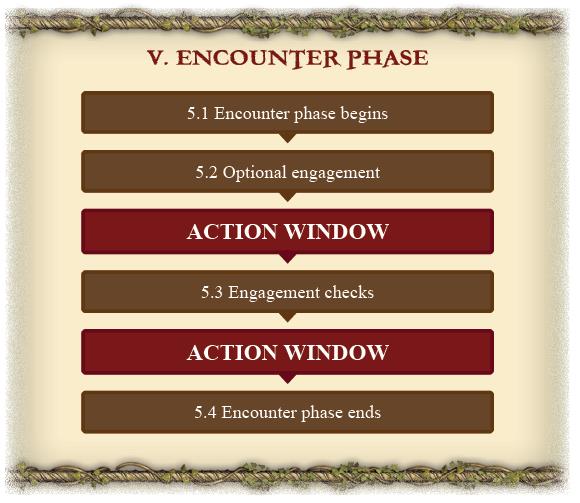 V. ENCOUNTER PHASE
5.1 Encounter phase begins
5.2 Optional engagement
ACTION WINDOW
5.3 Engagement checks
ACTION WINDOW
5.4 Encounter phase ends